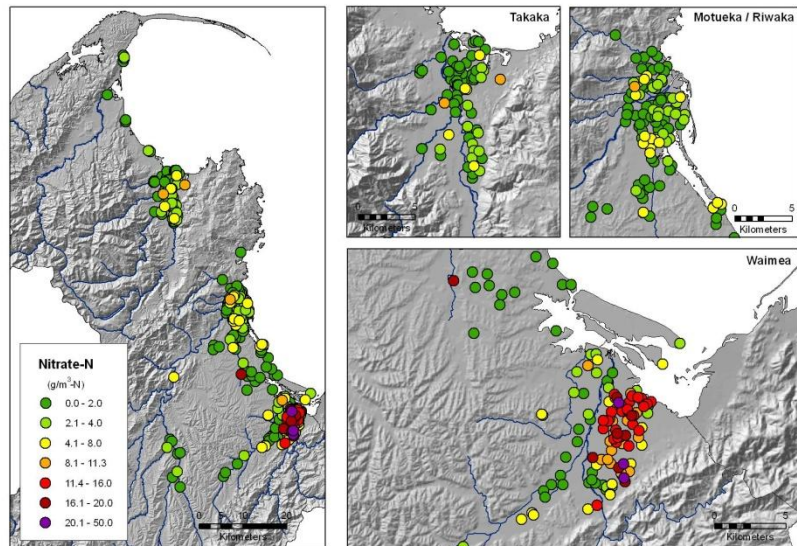 Nitrate-N
(g/m³-N)
0.0 - 2.0
2.1 - 4.0
4.1 - 8.0
8.1 - 11.3
11.4 - 16.0
16.1 - 20.0
20.1 - 50.0
0 10 20
Kilometers
Takaka
0 5
Kilometers
Motueka / Riwaka
0 5
Kilometers
Waimea
0 5
Kilometers